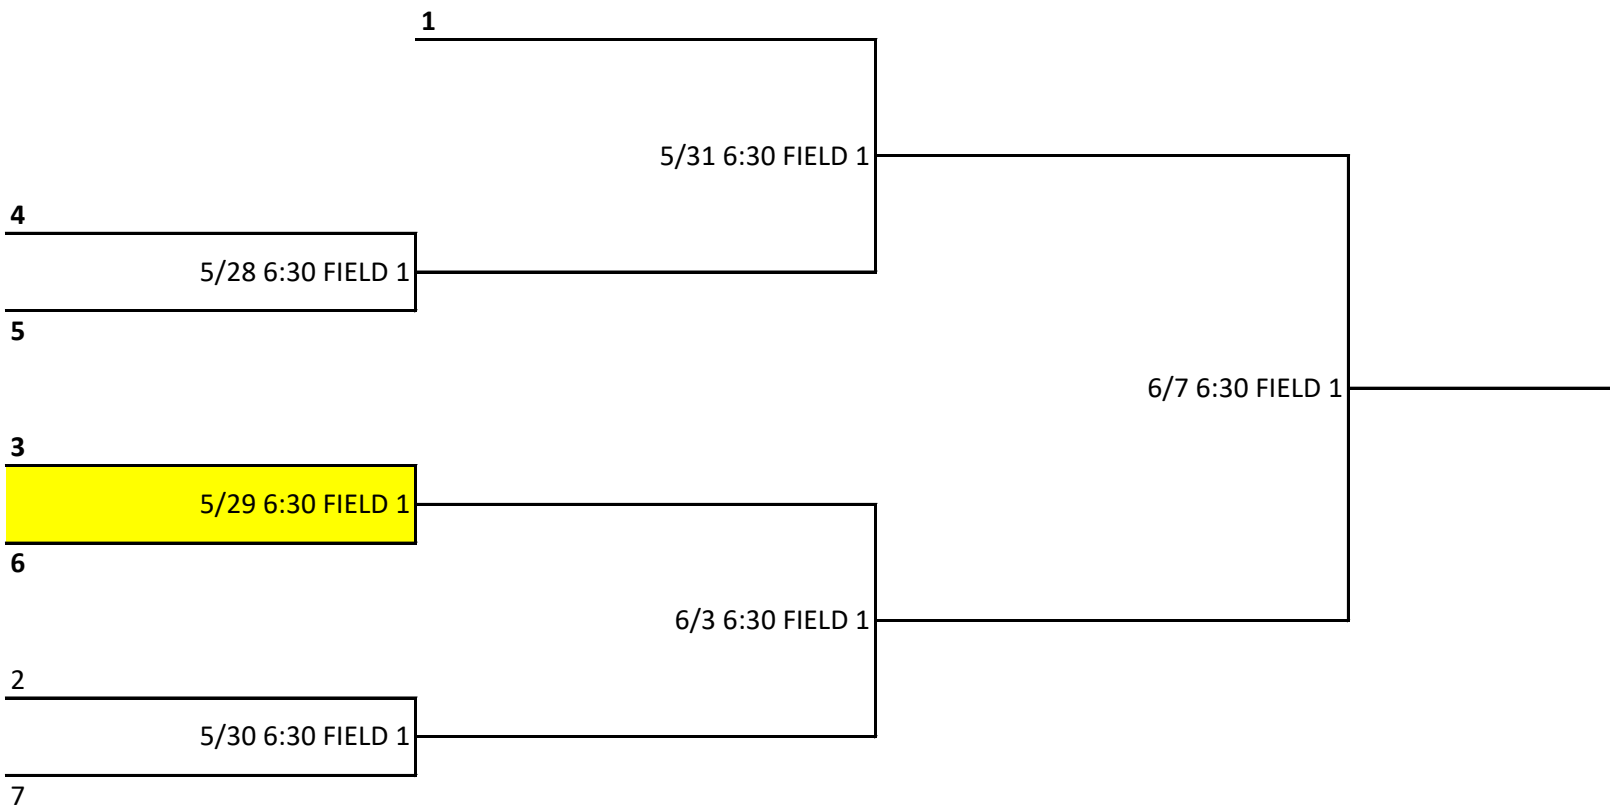 1
5/31 6:30 FIELD 1
4
5/28 6:30 FIELD 1
5
6/7 6:30 FIELD 1
3
5/29 6:30 FIELD 1
6
6/3 6:30 FIELD 1
2
5/30 6:30 FIELD 1
7